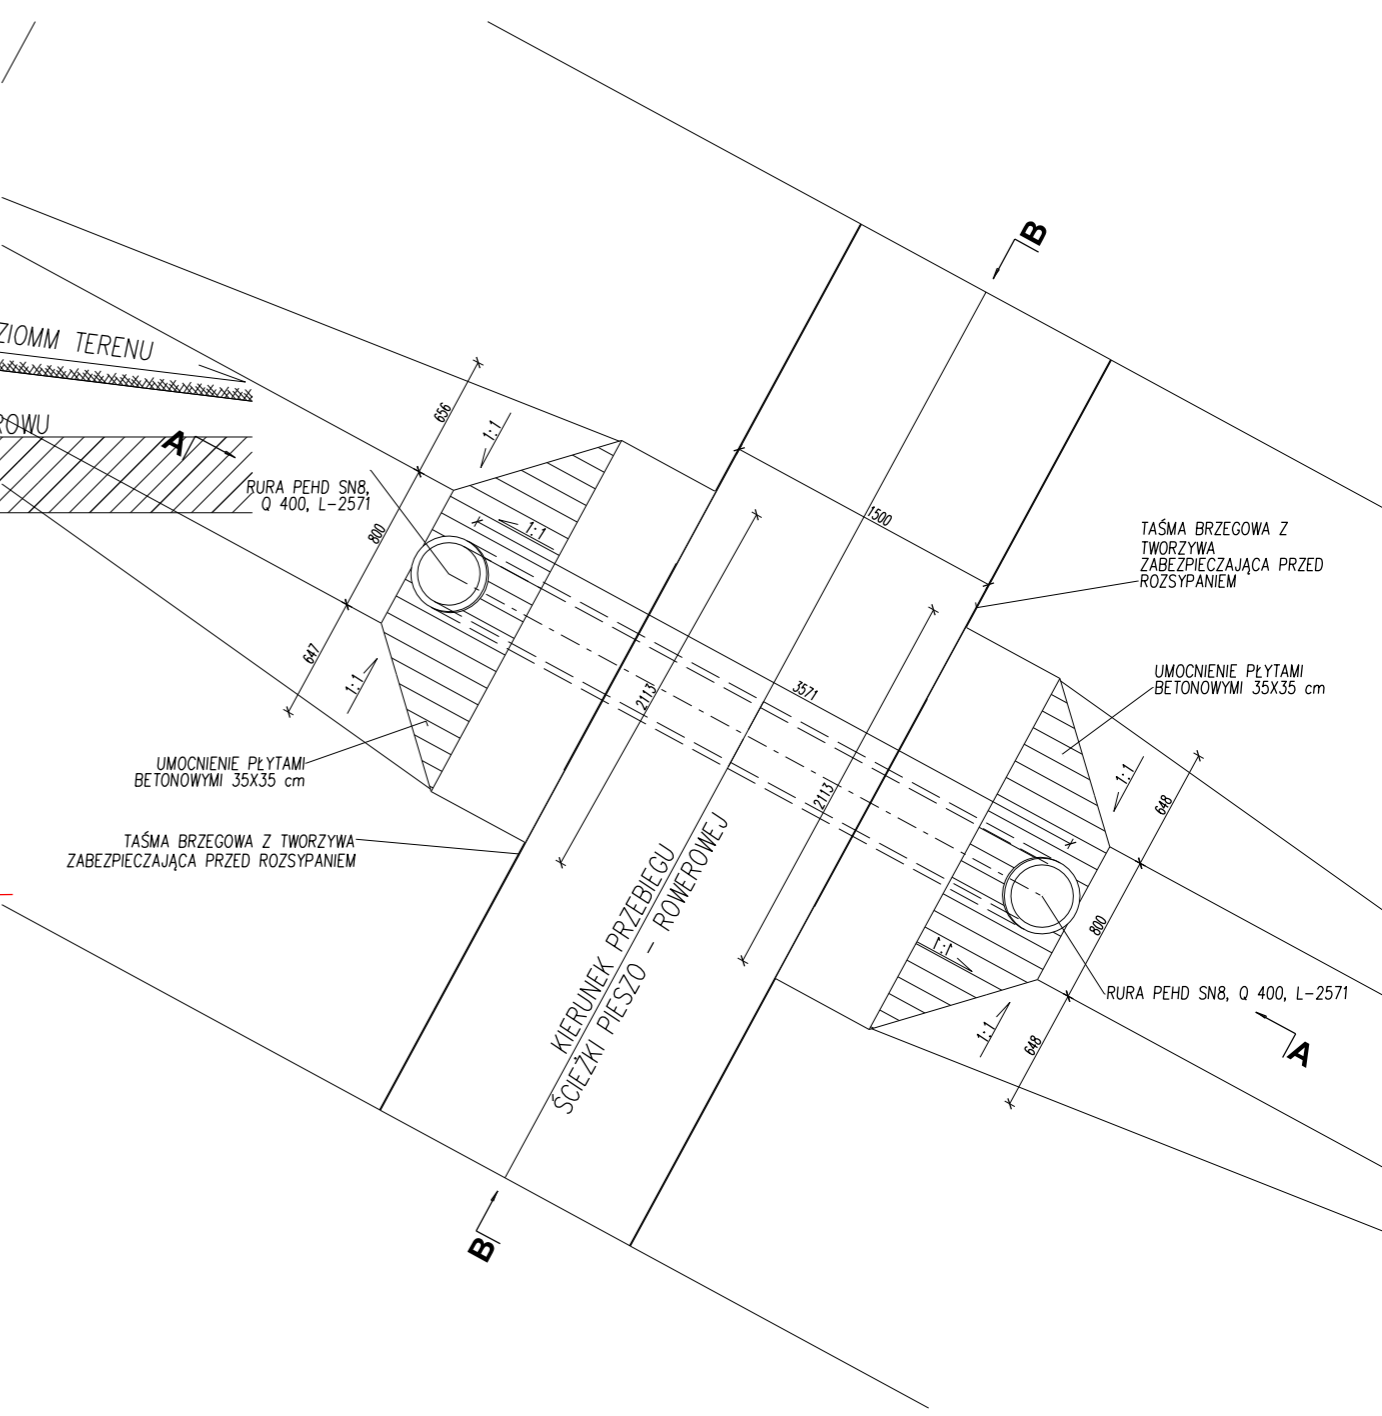 B
ZIOMM TERENU
ROWU
A
656
1:1
RURA PEHD SN8,
Q 400, L-2571
800
1:1
647
1:1
1500
TAŚMA BRZEGOWA Z
TWORZYWA
ZABEZPIECZAJĄCA PRZED
ROZSYPANIEM
UMOCNIENIE PŁYTAMI
BETONOWYMI 35X35 cm
2113
3571
2113
UMOCNIENIE PŁYTAMI
BETONOWYMI 35X35 cm
TAŚMA BRZEGOWA Z TWORZYWA
ZABEZPIECZAJĄCA PRZED ROZSYPANIEM
1:1
648
800
1:1
RURA PEHD SN8, Q 400, L-2571
1:1
648
A
KIERUNEK PRZEBIEGU
ŚCIEŻKI PIESZO - ROWEROWEJ
B